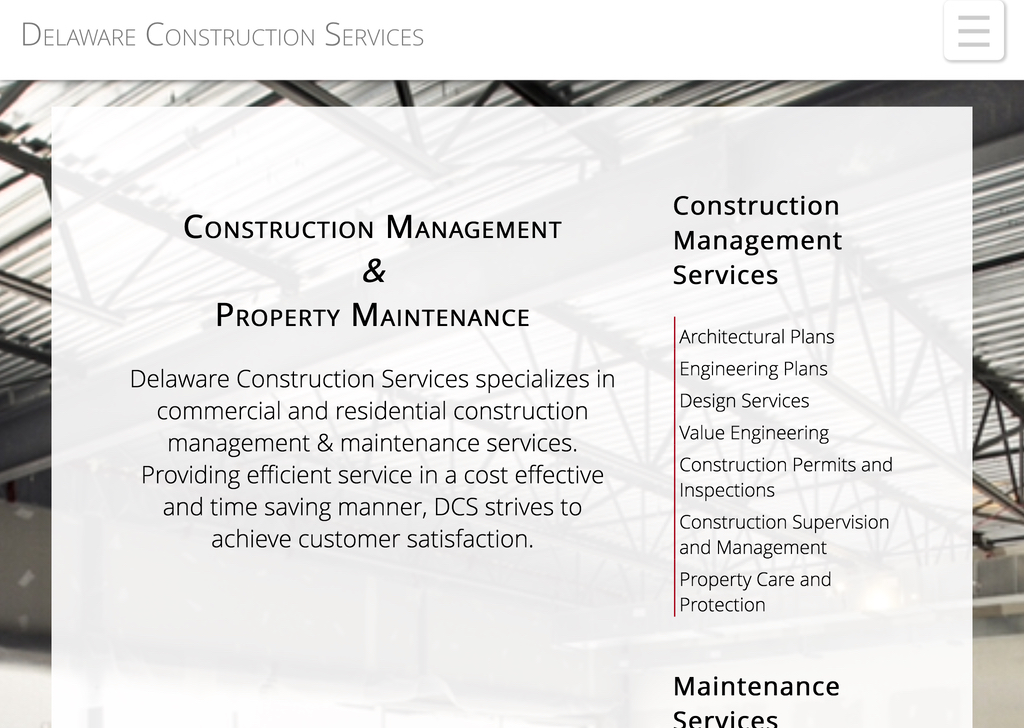 Delaware Construction Services
Construction Management
&
Property Maintenance
Delaware Construction Services specializes in
commercial and residential construction
management & maintenance services.
Providing efficient service in a cost effective
and time saving manner, DCS strives to
achieve customer satisfaction.
Construction
Management
Services
Architectural Plans
Engineering Plans
Design Services
Value Engineering
Construction Permits and
Inspections
Construction Supervision
and Management
Property Care and
Protection
Maintenance
Services